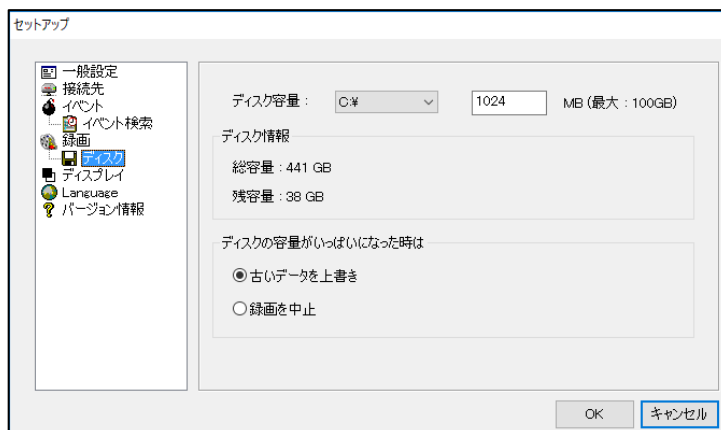 セットアップ
一般設定
接続先
イベント
イベント検索
録画
ディスク
ディスプレイ
Language
バージョン情報
ディスク容量： C:¥ 1024 MB (最大：100GB)
ディスク情報
総容量：441 GB
残容量：38 GB
ディスクの容量がいっぱいになった時は
古いデータを上書き
録画を中止
OK キャンセル